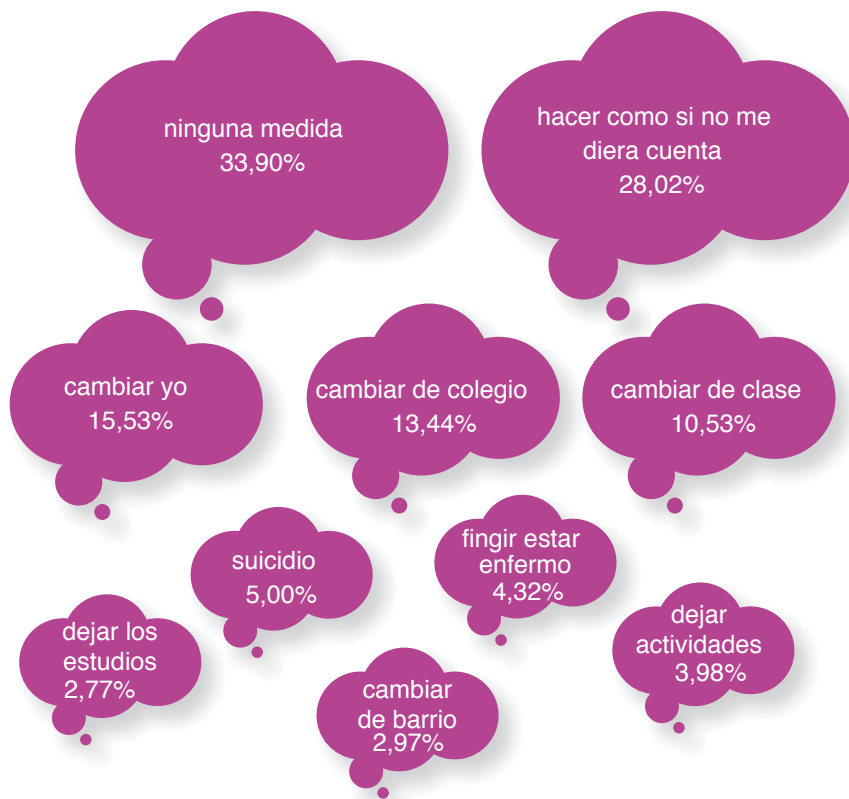 ninguna medida
33,90%
hacer como si no me
diera cuenta
28,02%
cambiar yo
15,53%
cambiar de colegio
13,44%
cambiar de clase
10,53%
suicidio
5,00%
fingir estar
enfermo
4,32%
dejar los
estudios
2,77%
cambiar
de barrio
2,97%
dejar
actividades
3,98%